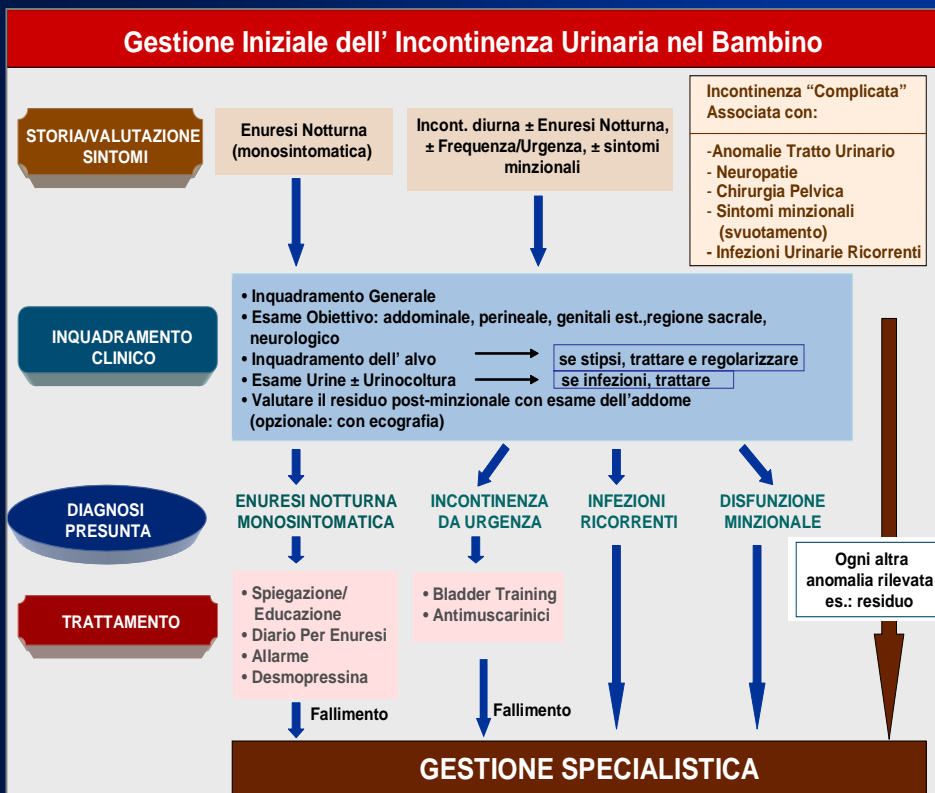 Gestione Iniziale dell' Incontinenza Urinaria nel Bambino
STORIA/VALUTAZIONE
SINTOMI
Enuresi Notturna
(monosintomatica)
Incont. diurna ± Enuresi Notturna,
± Frequenza/Urgenza, ± sintomi
minzionali
Incontinenza “Complicata”
Associata con:
-Anomalie Tratto Urinario
- Neuropatie
- Chirurgia Pelvica
- Sintomi minzionali
(svuotamento)
- Infezioni Urinarie Ricorrenti
INQUADRAMENTO
CLINICO
• Inquadramento Generale
• Esame Obiettivo: addominale, perineale, genitali est.,regione sacrale,
neurologico
• Inquadramento dell' alvo
se stipsi, trattare e regolarizzare
• Esame Urine ± Urinocoltura
se infezioni, trattare
• Valutare il residuo post-minzionale con esame dell'addome
(opzionale: con ecografia)
DIAGNOSI
PRESUNTA
ENURESI NOTTURNA
MONOSINTOMATICA
INCONTINENZA
DA URGENZA
INFEZIONI
RICORRENTI
DISFUNZIONE
MINZIONALE
Ogni altra
anomalia rilevata
es.: residuo
TRATTAMENTO
• Spiegazione/
Educazione
• Diario Per Enuresi
• Allarme
• Desmopressina
• Bladder Training
• Antimuscarinici
Fallimento
Fallimento
GESTIONE SPECIALISTICA